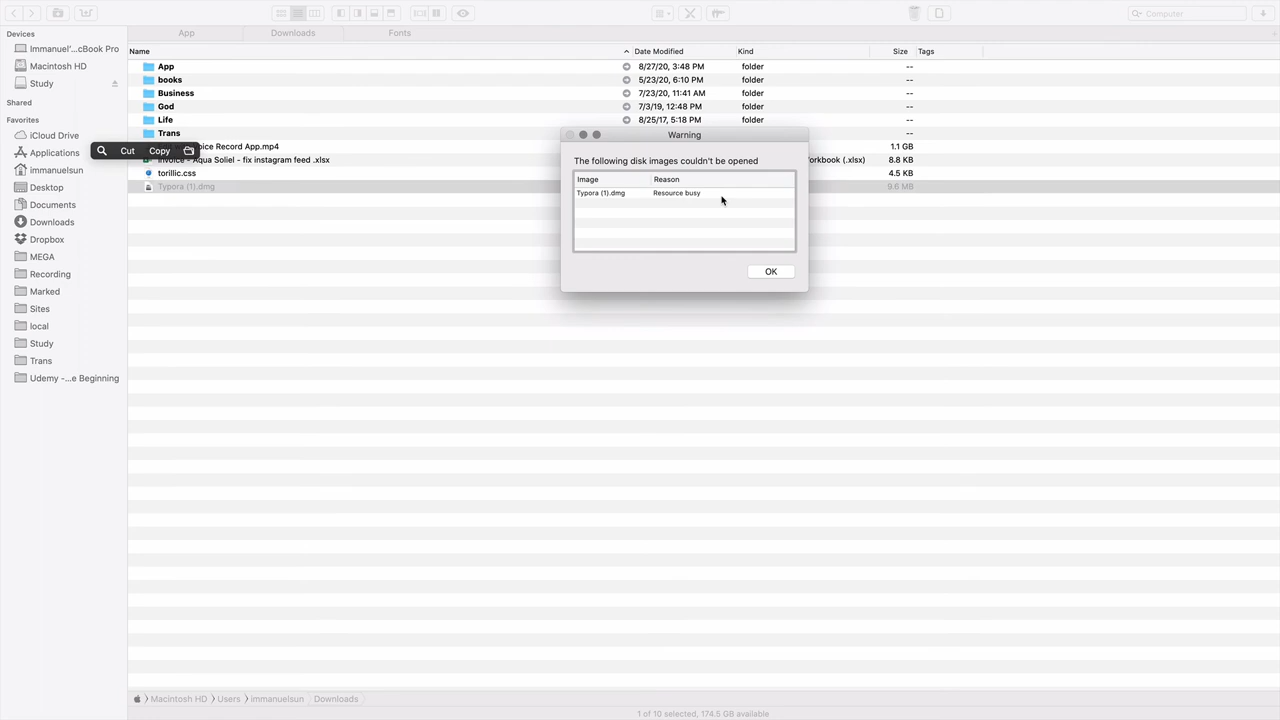 Computer
Devices
Immanuel'...cBook Pro
Macintosh HD
Study
Shared
Favorites
iCloud Drive
Applications
immanuelsun
Desktop
Documents
Downloads
Dropbox
MEGA
Recording
Marked
Sites
local
Study
Trans
Udemy -...e Beginning
Cut Copy
App Downloads Fonts
Name Date Modified Kind Size Tags
App 8/27/20, 3:48 PM folder --
books 5/23/20, 6:10 PM folder --
Business 7/23/20, 11:41 AM folder --
God 7/3/19, 12:48 PM folder --
Life 8/25/17, 5:18 PM folder --
Trans folder --
oice Record App.mp4 1.1 GB
Invoice - Aqua Soliel - fix instagram feed .xlsx orkbook (.xlsx) 8.8 KB
torillic.css 4.5 KB
Typora (1).dmg 9.6 MB
Warning
The following disk images couldn't be opened
Image Reason
Typora (1).dmg Resource busy
OK
Macintosh HD Users immanuelsun Downloads
1 of 10 selected, 174.5 GB available